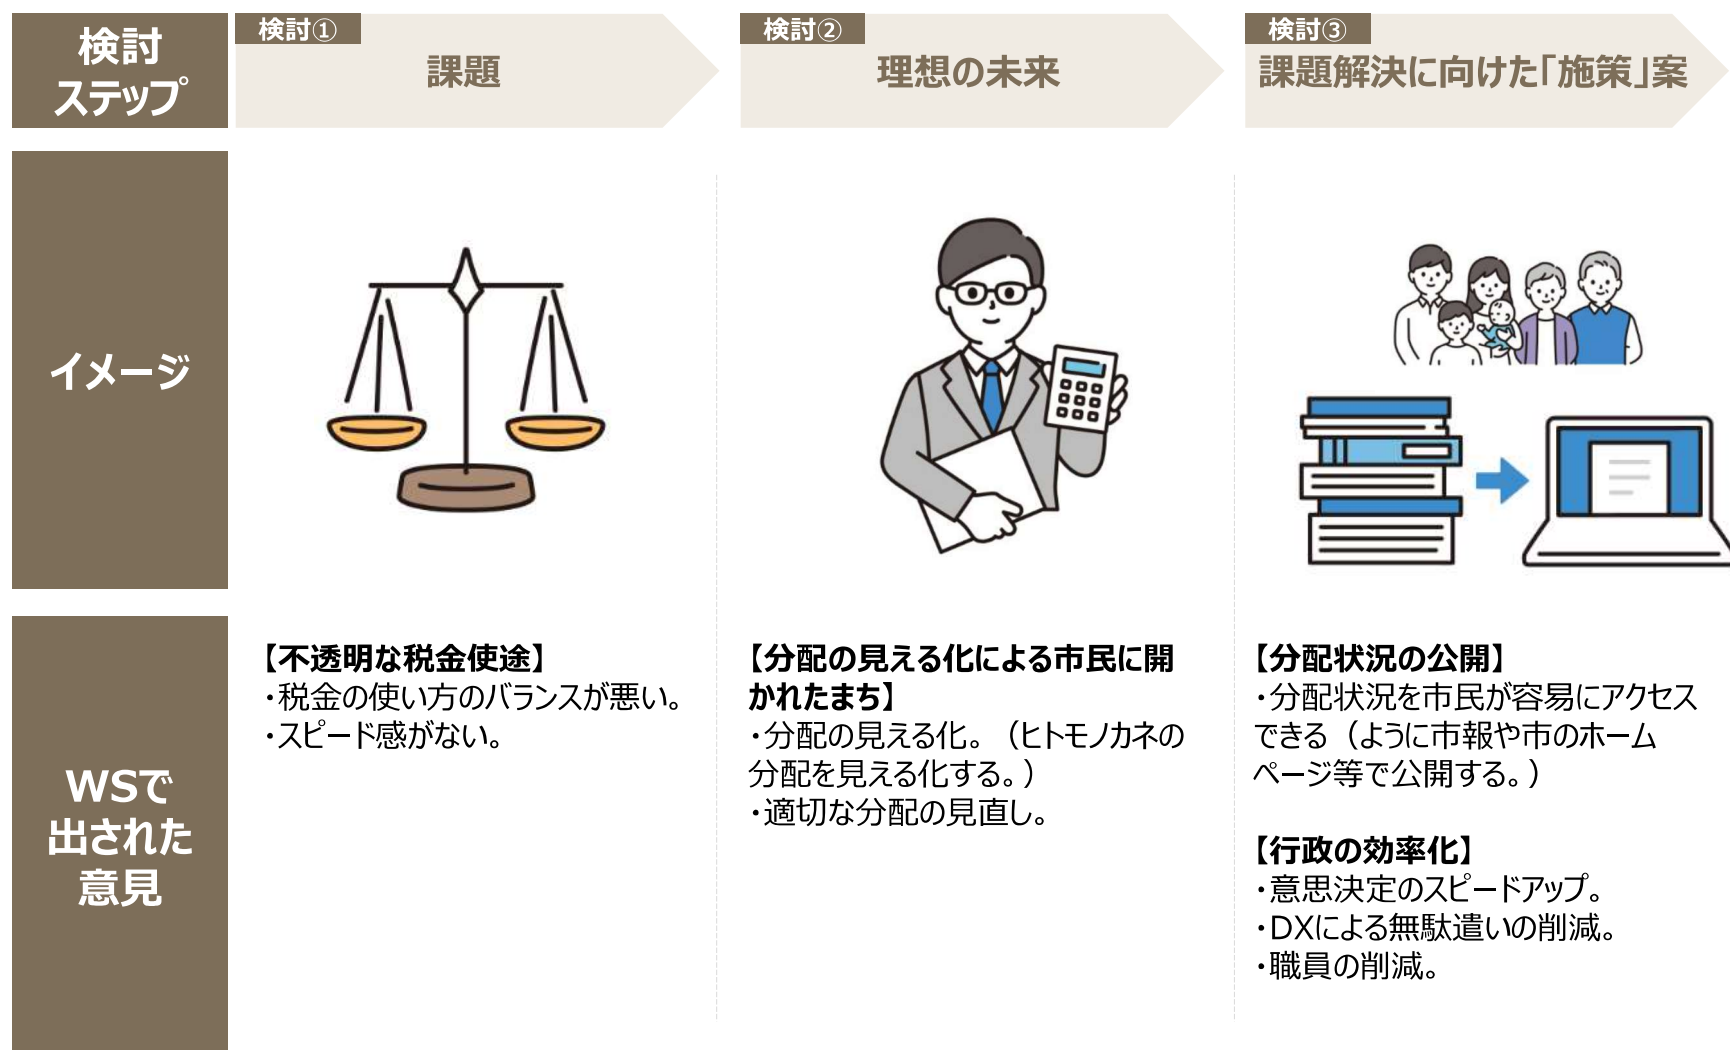 検討
ステップ
検討①
課題
検討②
理想の未来
検討③
課題解決に向けた「施策」案
イメージ
WSで
出された
意見
【不透明な税金使途】
・税金の使い方のバランスが悪い。
・スピード感がない。
【分配の見える化による市民に開
かれたまち】
・分配の見える化。（ヒトモノカネの
分配を見える化する。）
・適切な分配の見直し。
【分配状況の公開】
・分配状況を市民が容易にアクセス
できる（ように市報や市のホーム
ページ等で公開する。）
【行政の効率化】
・意思決定のスピードアップ。
・DXによる無駄遣いの削減。
・職員の削減。